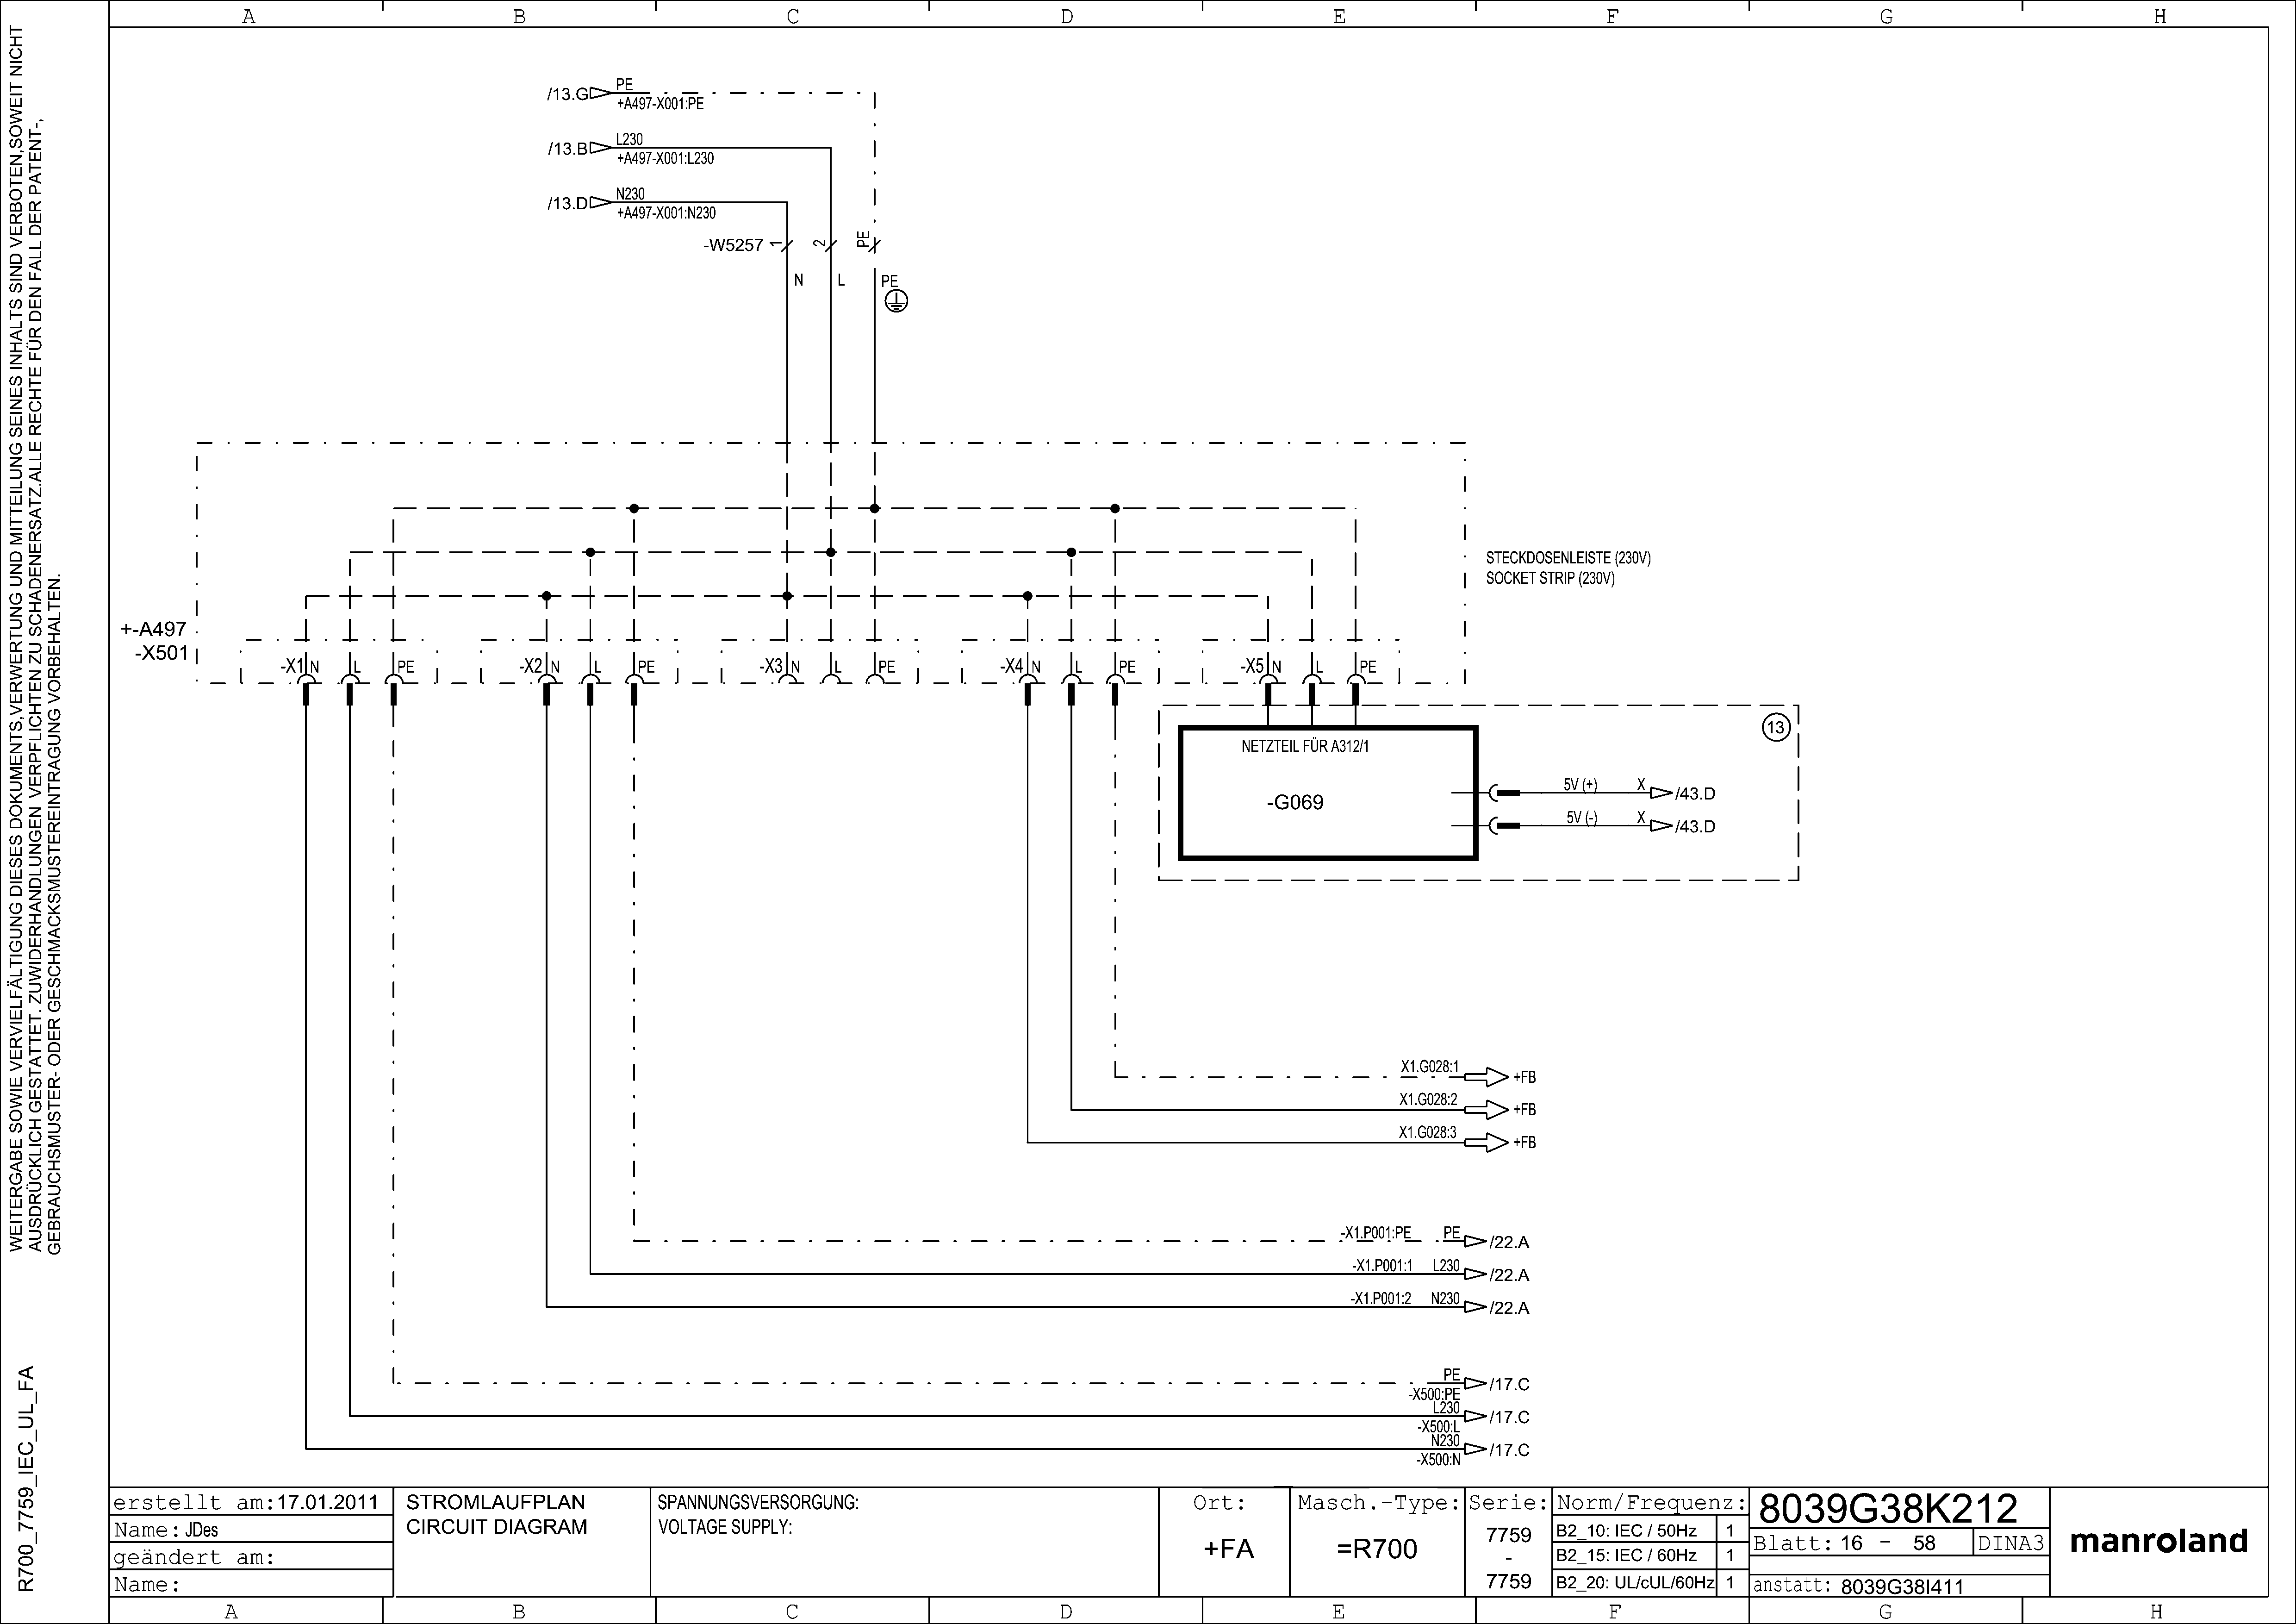 A B C D E F G H
WEITERGABE SOWIE VERVIELFÄLTIGUNG DIESES DOKUMENTS,VERWERTUNG UND MITTEILUNG SEINES INHALTS SIND VERBOTEN,SOWEIT NICHT
AUSDRÜCKLICH GESTATTET. ZUWIDERHANDLUNGEN VERPFLICHTEN ZU SCHADENERSATZ.ALLE RECHTE FÜR DEN FALL DER PATENT-,
GEBRAUCHSMUSTER- ODER GESCHMACKSMUSTEREINTRAGUNG VORBEHALTEN.
R700_7759_IEC_UL_FA
/13.G PE
+A497-X001:PE
/13.B L230
+A497-X001:L230
/13.D N230
+A497-X001:N230
-W5257 1 2 PE
N L PE
STECKDOSENLEISTE (230V)
SOCKET STRIP (230V)
+-A497
-X501
-X1 N L PE -X2 N L PE -X3 N L PE -X4 N L PE -X5 N L PE
13
NETZTEIL FÜR A312/1
-G069
5V (+) X /43.D
5V (-) X /43.D
X1.G028:1 +FB
X1.G028:2 +FB
X1.G028:3 +FB
-X1.P001:PE PE /22.A
-X1.P001:1 L230 /22.A
-X1.P001:2 N230 /22.A
PE /17.C
-X500:PE
L230 /17.C
-X500:L
N230 /17.C
-X500:N
erstellt am:17.01.2011
Name: JDes
geändert am:
Name:
STROMLAUFPLAN
CIRCUIT DIAGRAM
SPANNUNGSVERSORGUNG:
VOLTAGE SUPPLY:
Ort:
+FA
Masch.-Type:
=R700
Serie:
7759
-
7759
Norm/Frequenz:
B2_10: IEC / 50Hz 1
B2_15: IEC / 60Hz 1
B2_20: UL/cUL/60Hz 1
8039G38K212
Blatt: 16 - 58 DINA3
anstatt: 8039G38I411
manroland
A B C D E F G H